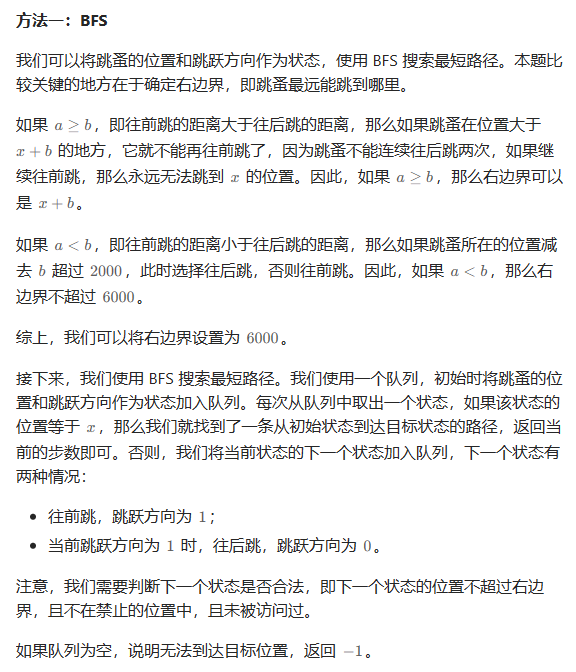 方法一：BFS
我们可以将跳蚤的位置和跳跃方向作为状态，使用 BFS 搜索最短路径。本题比
较关键的地方在于确定右边界，即跳蚤最远能跳到哪里。
如果 a ≥ b，即往前跳的距离大于往后跳的距离，那么如果跳蚤在位置大于
x + b 的地方，它就不能再往前跳了，因为跳蚤不能连续往后跳两次，如果继
续往前跳，那么永远无法跳到 x 的位置。因此，如果 a ≥ b，那么右边界可以
是 x + b。
如果 a < b，即往前跳的距离小于往后跳的距离，那么如果跳蚤所在的位置减
去 b 超过 2000，此时选择往后跳，否则往前跳。因此，如果 a < b，那么右
边界不超过 6000。
综上，我们可以将右边界设置为 6000。
接下来，我们使用 BFS 搜索最短路径。我们使用一个队列，初始时将跳蚤的位
置和跳跃方向作为状态加入队列。每次从队列中取出一个状态，如果该状态的
位置等于 x，那么我们就找到了一条从初始状态到达目标状态的路径，返回当
前的步数即可。否则，我们将当前状态的下一个状态加入队列，下一个状态有
两种情况：
• 往前跳，跳跃方向为 1；
• 当前跳跃方向为 1 时，往后跳，跳跃方向为 0。
注意，我们需要判断下一个状态是否合法，即下一个状态的位置不超过右边
界，且不在禁止的位置中，且未被访问过。
如果队列为空，说明无法到达目标位置，返回 −1。